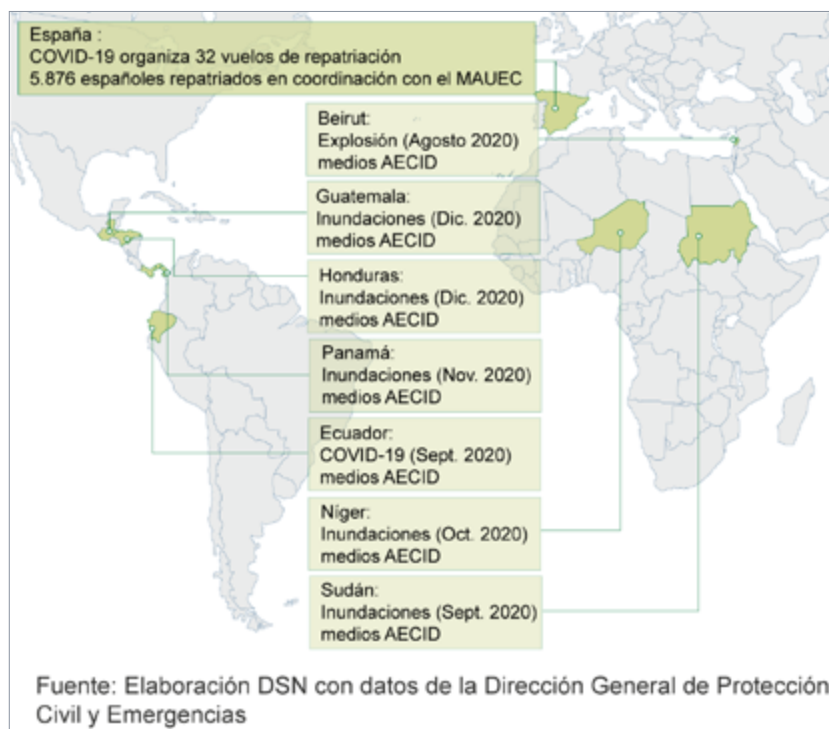 España :
COVID-19 organiza 32 vuelos de repatriación
5.876 españoles repatriados en coordinación con el MAUEC
Beirut:
Explosión (Agosto 2020)
medios AECID
Guatemala:
Inundaciones (Dic. 2020)
medios AECID
Honduras:
Inundaciones (Dic. 2020)
medios AECID
Panamá:
Inundaciones (Nov. 2020)
medios AECID
Ecuador:
COVID-19 (Sept. 2020)
medios AECID
Níger:
Inundaciones (Oct. 2020)
medios AECID
Sudán:
Inundaciones (Sept. 2020)
medios AECID
Fuente: Elaboración DSN con datos de la Dirección General de Protección
Civil y Emergencias